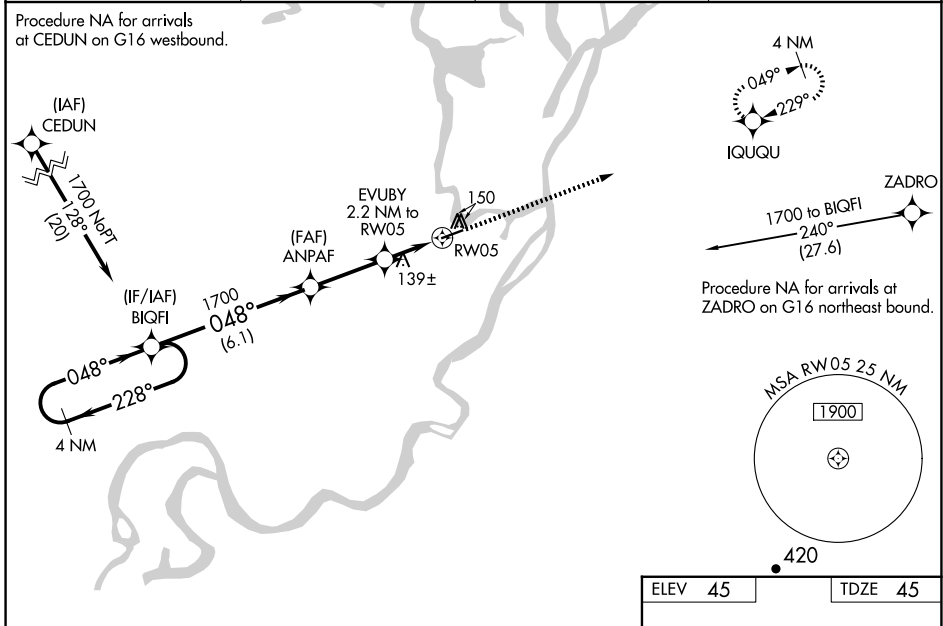 Procedure NA for arrivals
at CEDUN on G16 westbound.
4 NM
049°
229°
IQUQU
(IAF)
CEDUN
1700 NoPT
128°
(20)
ZADRO
1700 to BIQFI
240°
(27.6)
Procedure NA for arrivals at
ZADRO on G16 northeast bound.
EVUBY
2.2 NM to
RW05
150
RW05
139±
(FAF)
ANPAF
(IF/IAF)
BIQFI
1700
048°
(6.1)
048°
228°
4 NM
MSA RW05 25 NM
1900
420
ELEV 45
TDZE 45